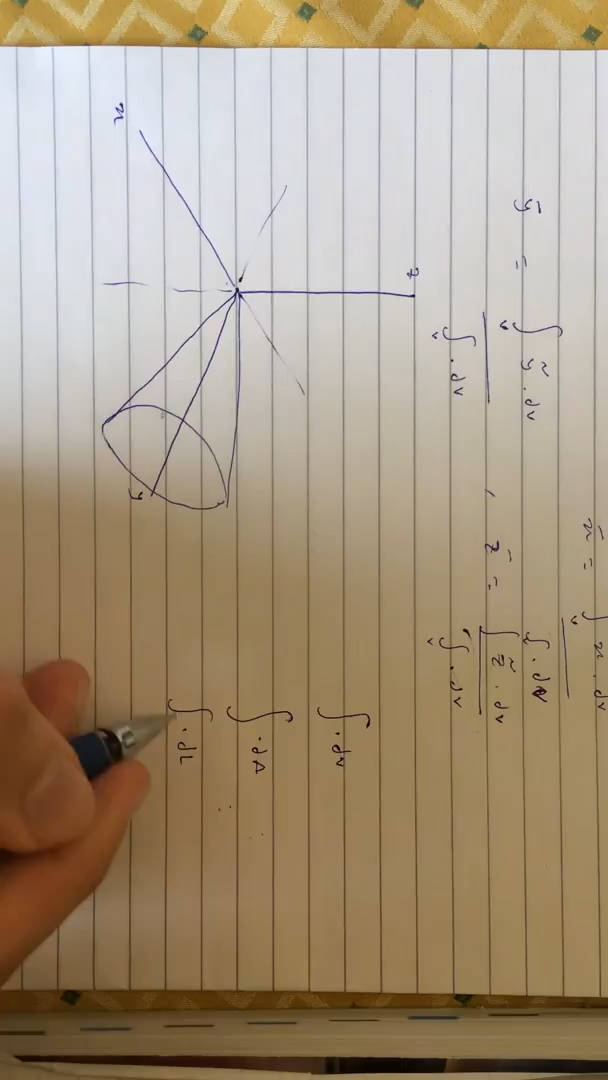 x̄ = ∫ᵥ x̃ . dv
∫ᵥ . dv
ȳ = ∫ᵥ ỹ . dv , z̄ = ∫ᵥ z̃ . dv
∫ᵥ . dv ∫ᵥ . dv
z
∫ . dv
∫ . dA
∫ . dL
x
y